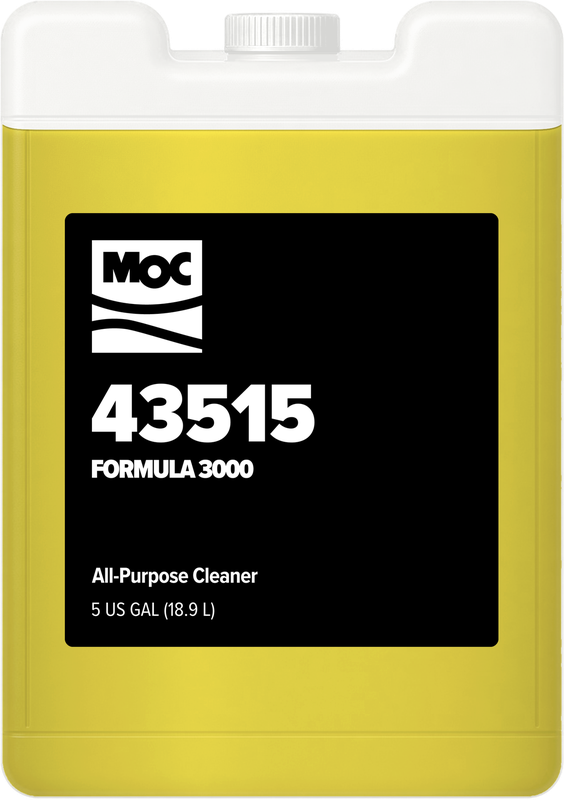 MOC
43515
FORMULA 3000
All-Purpose Cleaner
5 US GAL (18.9 L)